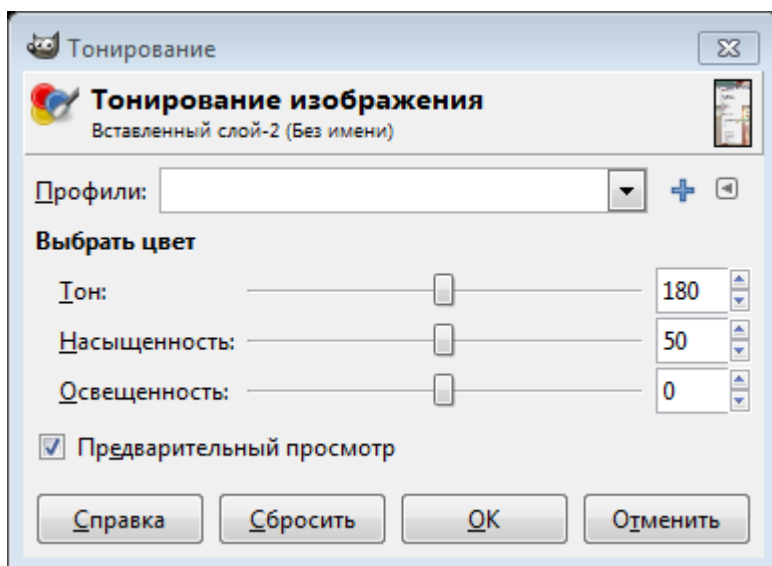 Тонирование
Тонирование изображения
Вставленный слой-2 (Без имени)
Профили:
Выбрать цвет
Тон: 180
Насыщенность: 50
Освещенность: 0
Предварительный просмотр
Справка Сбросить OK Отменить